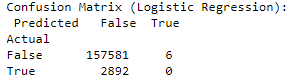 Confusion Matrix (Logistic Regression):
Predicted False True
Actual
False 157581 6
True 2892 0